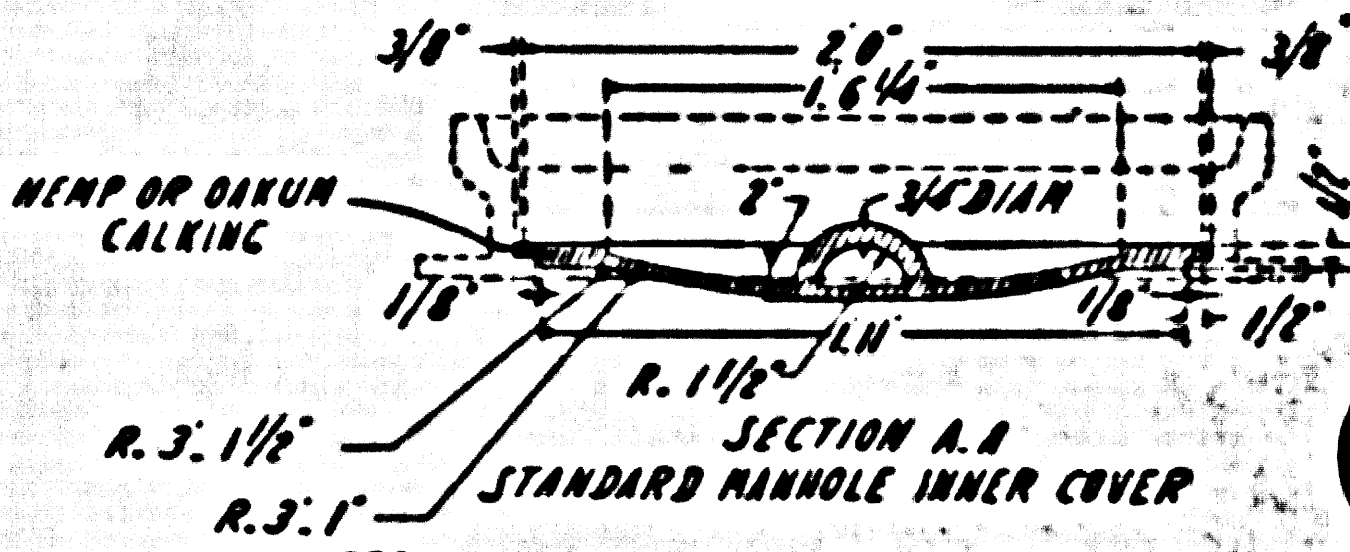 3/8" 2'.0" 3/8"
1'.6 1/4"
HEMP OR OAKUM
CALKING
2" 3/4 DIAM
1/2"
1/8" 1/8" 1/2"
R. 1 1/2"
R. 3'. 1 1/2"
SECTION A.A
STANDARD MANHOLE INNER COVER
R. 3'. 1"